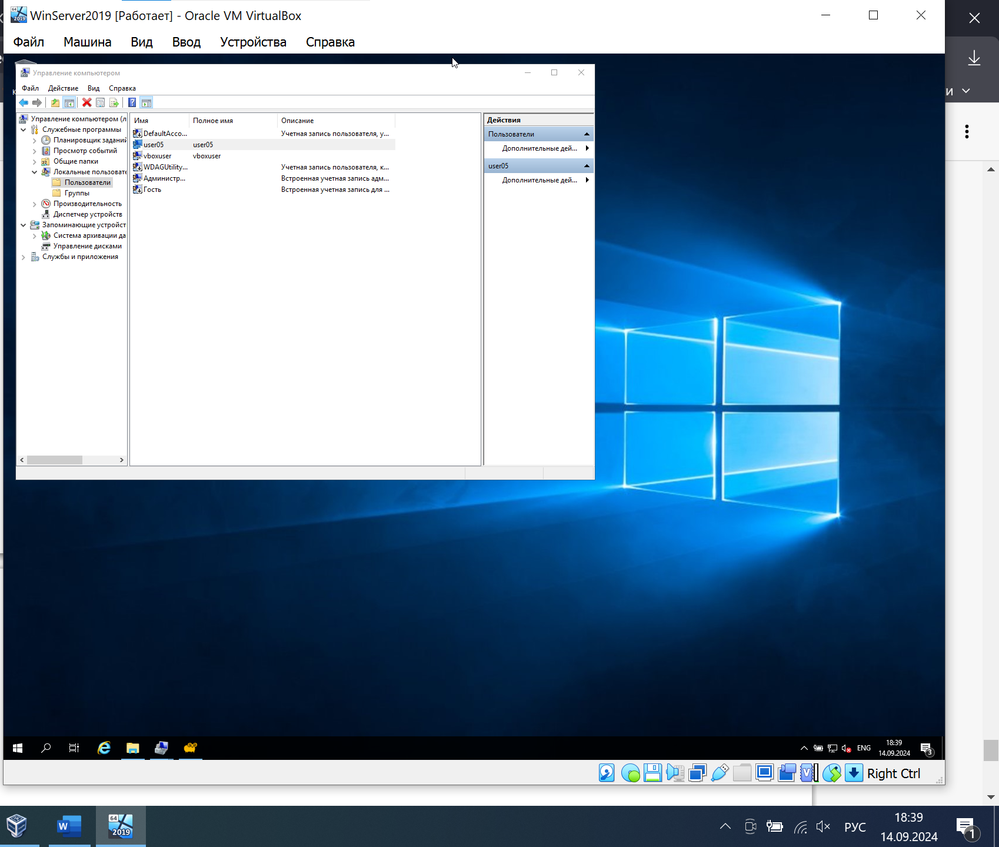 WinServer2019 [Работает] - Oracle VM VirtualBox
Файл Машина Вид Ввод Устройства Справка
Управление компьютером
Файл Действие Вид Справка
Управление компьютером (л
Служебные программы
Планировщик заданий
Просмотр событий
Общие папки
Локальные пользовате
Пользователи
Группы
Производительность
Диспетчер устройств
Запоминающие устройст
Система архивации да
Управление дисками
Службы и приложения
Имя Полное имя Описание
DefaultAcco... Учетная запись пользователя, у...
user05 user05
vboxuser vboxuser
WDAGUtility... Учетная запись пользователя, к...
Администр... Встроенная учетная запись адм...
Гость Встроенная учетная запись для ...
Действия
Пользователи
Дополнительные дей...
user05
Дополнительные дей...
и
ENG
18:39
14.09.2024
3
Right Ctrl
64
2019
РУС
18:39
14.09.2024
1